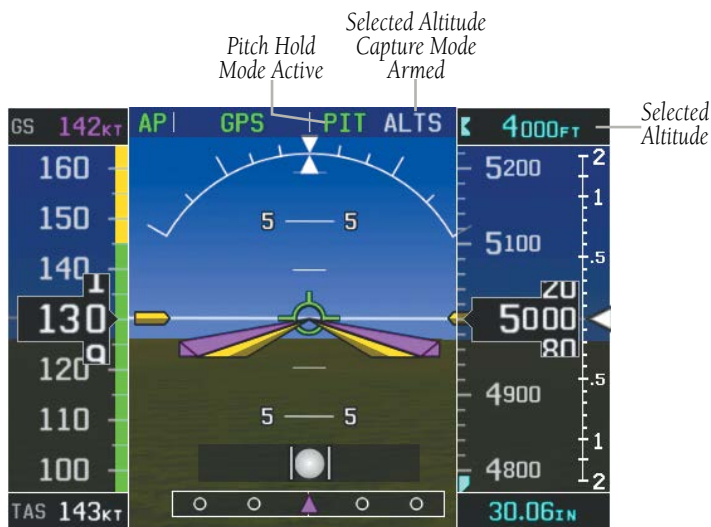 Selected Altitude
Capture Mode
Armed
Pitch Hold
Mode Active
Selected
Altitude
GS 142KT
AP GPS PIT ALTS
4000FT
160
150
140
130
1
9
120
110
100
TAS 143KT
5 5
5 5
5200
5100
5000
20
80
4900
4800
2
1
.5
.5
1
2
30.06IN